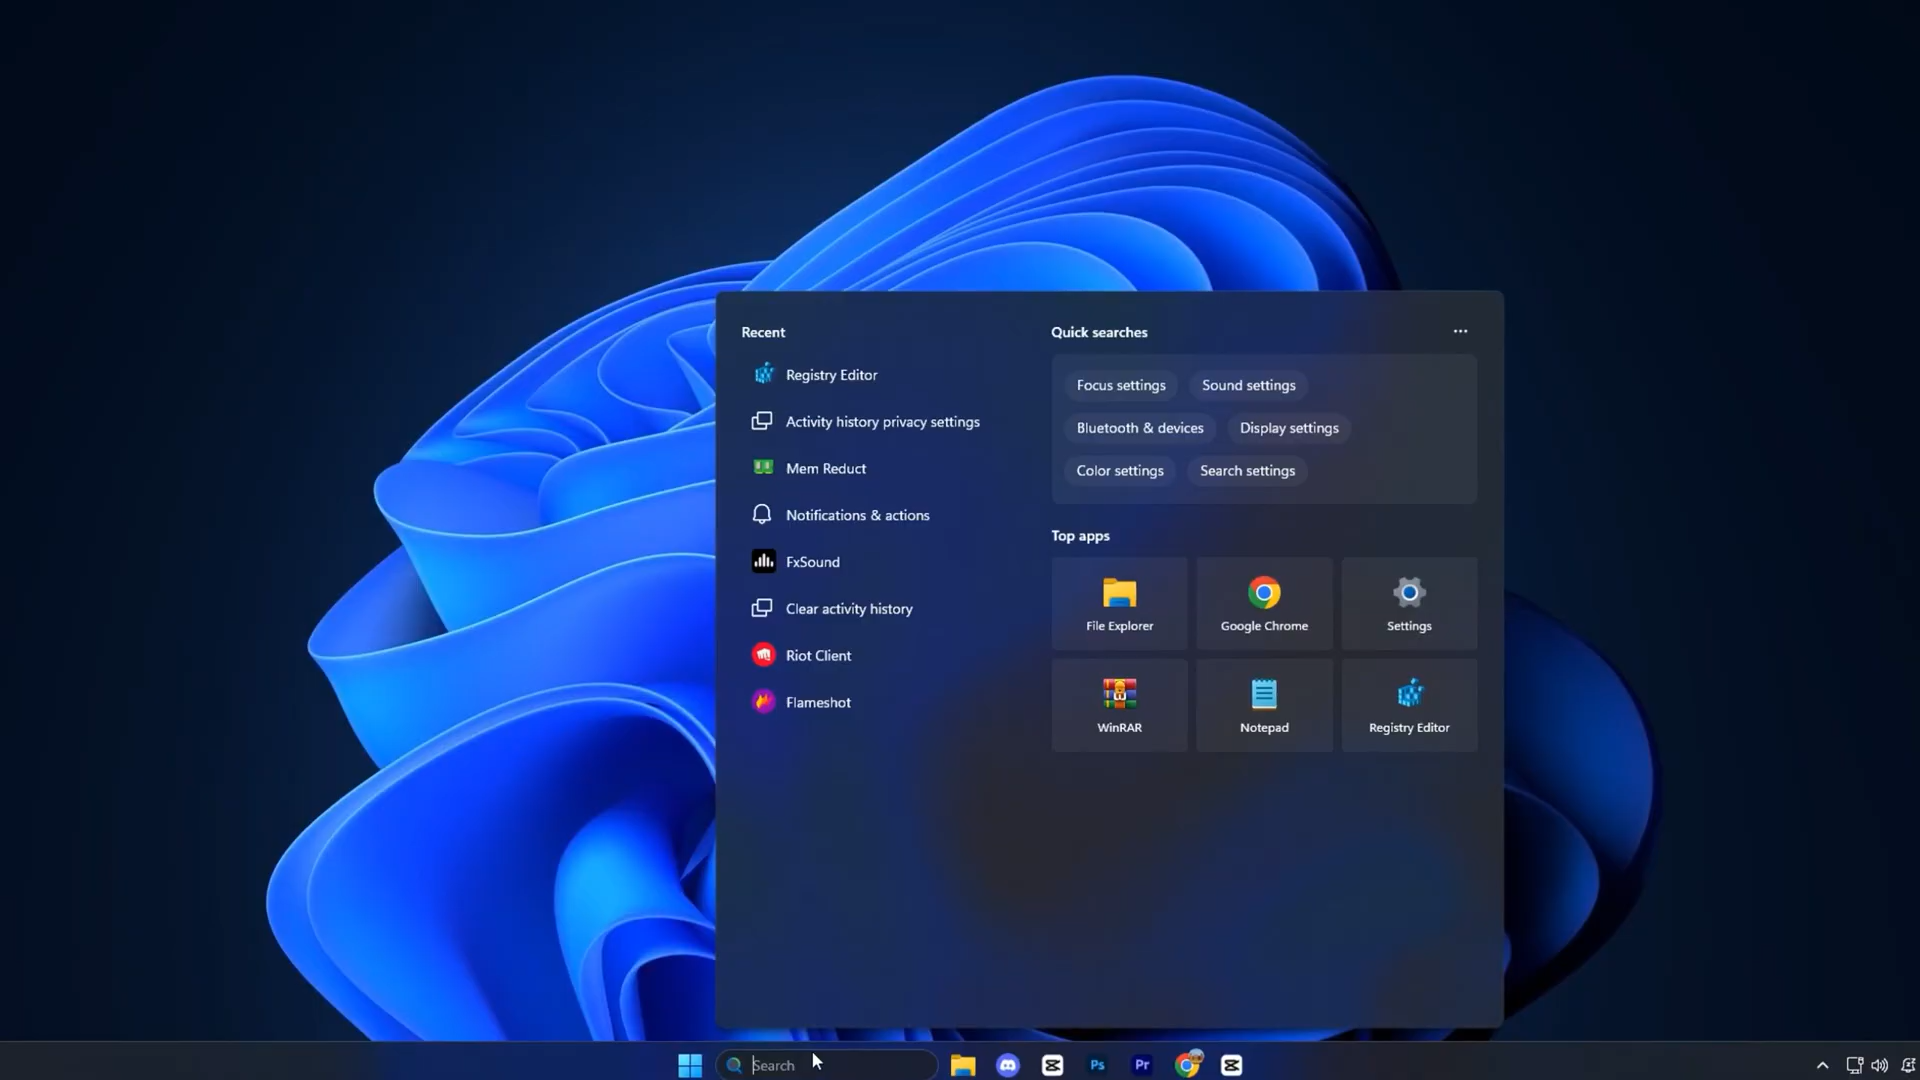 Recent
Registry Editor
Activity history privacy settings
Mem Reduct
Notifications & actions
FxSound
Clear activity history
Riot Client
Flameshot
Quick searches
Focus settings
Sound settings
Bluetooth & devices
Display settings
Color settings
Search settings
Top apps
File Explorer
Google Chrome
Settings
WinRAR
Notepad
Registry Editor
Search
Ps
Pr